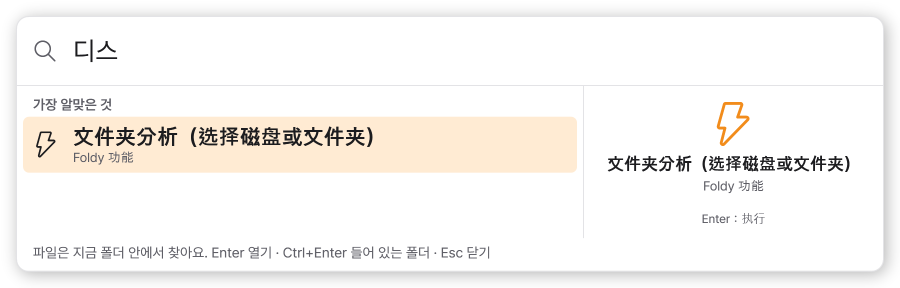 디스
가장 알맞은 것
文件夹分析（选择磁盘或文件夹）
Foldy 功能
文件夹分析（选择磁盘或文件夹）
Foldy 功能
Enter：执行
파일은 지금 폴더 안에서 찾아요. Enter 열기 · Ctrl+Enter 들어 있는 폴더 · Esc 닫기